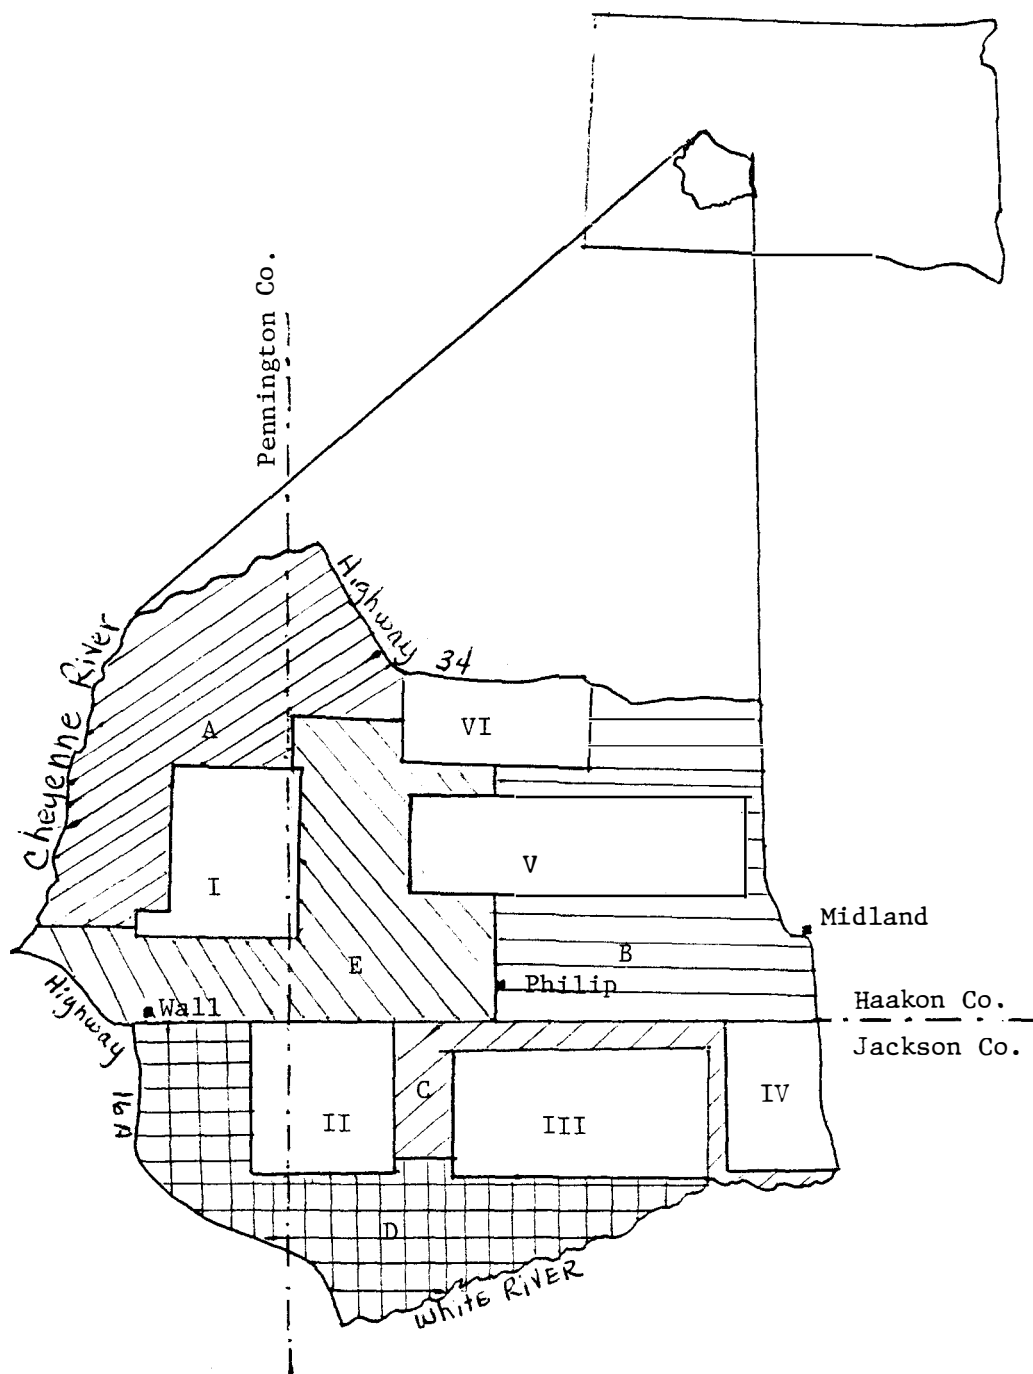 Pennington Co.
Highway 34
Cheyenne River
A
VI
I
V
Midland
E
B
Philip
Highway
Wall
Haakon Co.
Jackson Co.
16 A
C
II
III
IV
D
White RIVER